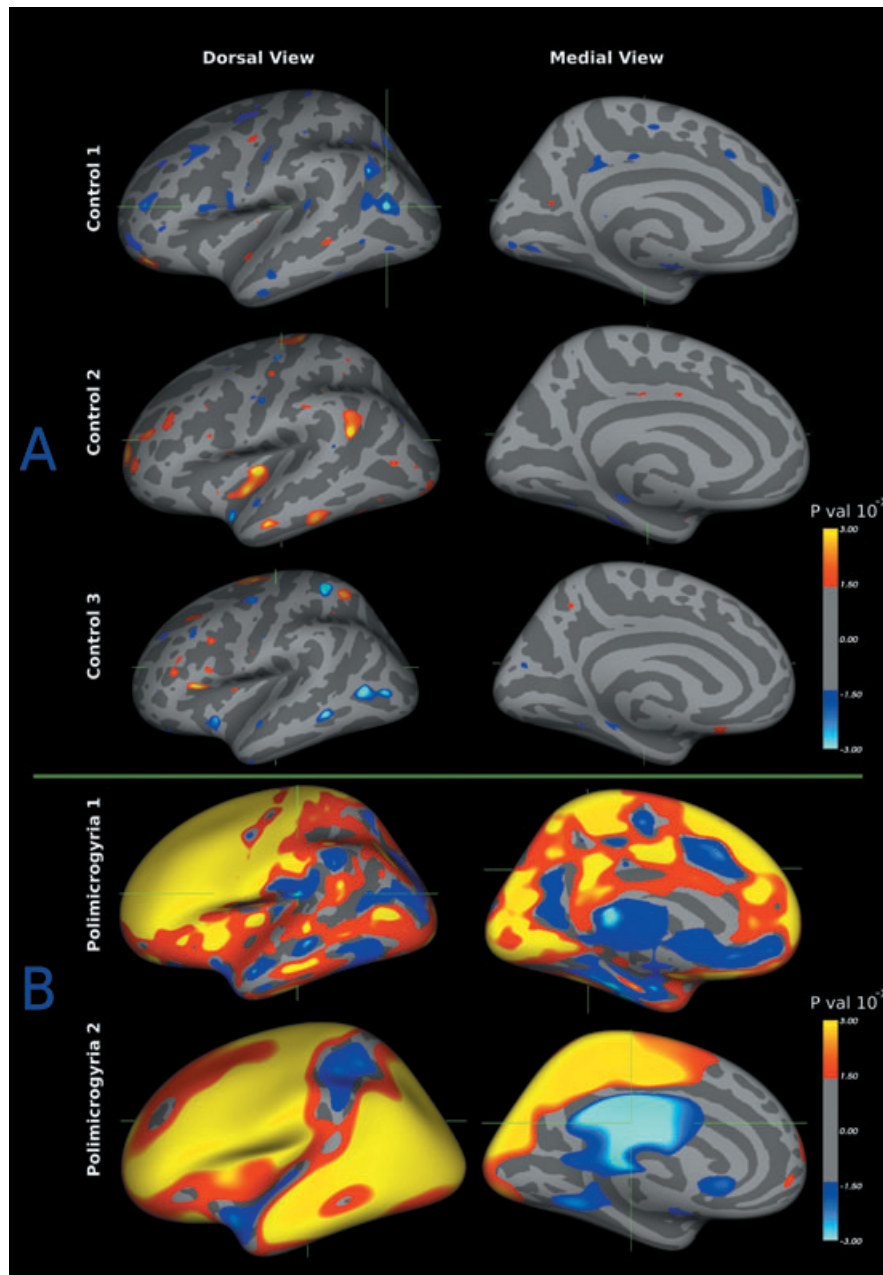 Dorsal View
Medial View
Control 1
Control 2
A
P val 10
3.00
1.50
0.00
-1.50
-3.00
Control 3
Polimicrogyria 1
B
P val 10
3.00
1.50
0.00
-1.50
-3.00
Polimicrogyria 2